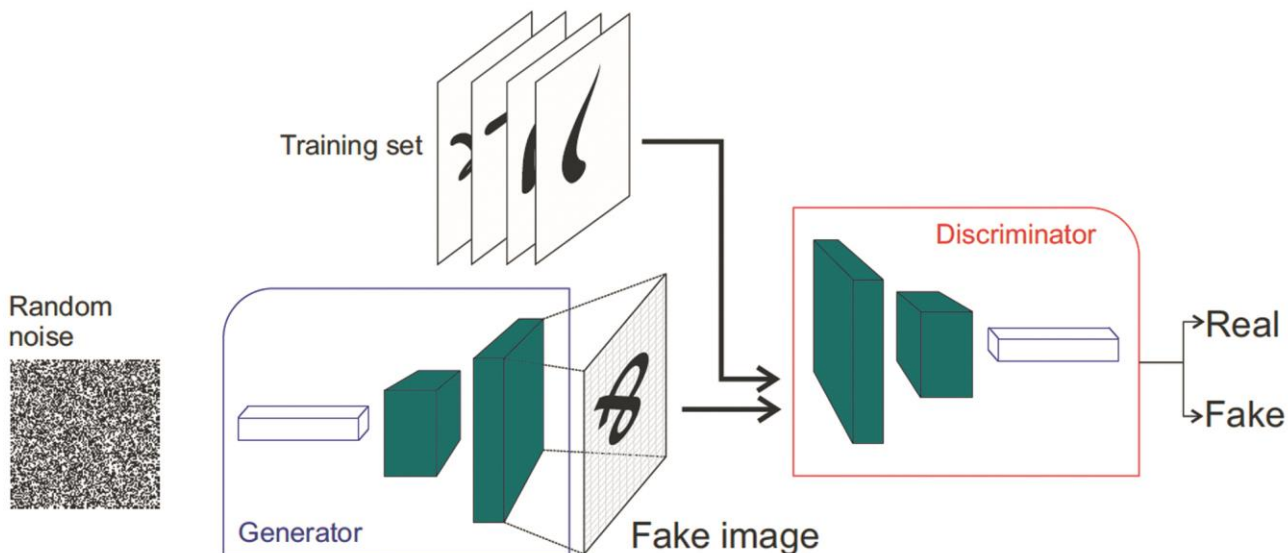 Training set
Discriminator
Random
noise
Real
Fake
Generator
Fake image